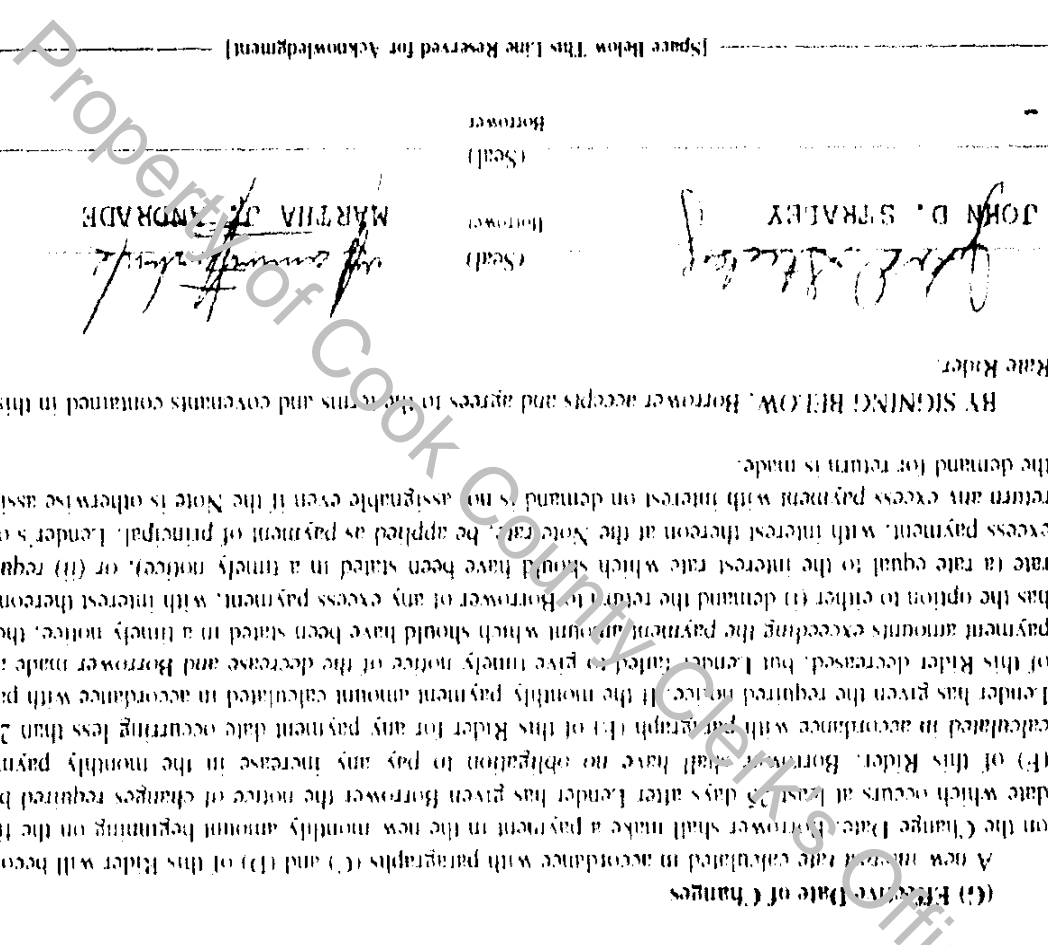 (G) Effective Date of Changes
A new interest rate calculated in accordance with paragraphs (C) and (D) of this Rider will beco
on the Change Date. Borrower shall make a payment in the new monthly amount beginning on the fi
date which occurs at least 25 days after Lender has given Borrower the notice of changes required b
(F) of this Rider. Borrower shall have no obligation to pay any increase in the monthly paym
calculated in accordance with paragraph (E) of this Rider for any payment date occurring less than 2
Lender has given the required notice. If the monthly payment amount calculated in accordance with pa
of this Rider decreased, but Lender failed to give timely notice of the decrease and Borrower made a
payment amounts exceeding the payment amount which should have been stated in a timely notice, the
has the option to either (i) demand the return to Borrower of any excess payment, with interest thereon
rate (a rate equal to the interest rate which should have been stated in a timely notice), or (ii) reque
excess payment, with interest thereon at the Note rate, be applied as payment of principal. Lender's o
return any excess payment with interest on demand is not assignable even if the Note is otherwise assi
the demand for return is made.
BY SIGNING BELOW, Borrower accepts and agrees to the terms and covenants contained in this
Rate Rider.
John D. Straley (Seal)
JOHN D. STRALEY Borrower MARTHA J. ANDRADE
(Seal)
Borrower
[Space Below This Line Reserved for Acknowledgment]
Property of Cook County Clerk's Offi